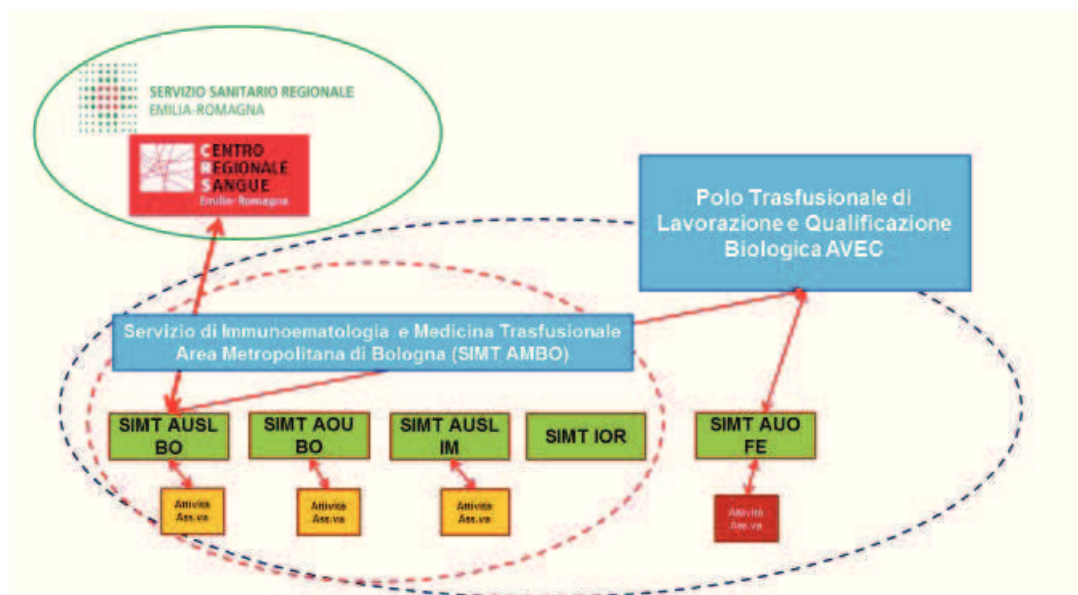 SERVIZIO SANITARIO REGIONALE
EMILIA-ROMAGNA
CENTRO
REGIONALE
SANGUE
Emilia-Romagna
Polo Trasfusionale di
Lavorazione e Qualificazione
Biologica AVEC
Servizio di Immunoematologia e Medicina Trasfusionale
Area Metropolitana di Bologna (SIMT AMBO)
SIMT AUSL
BO
SIMT AOU
BO
SIMT AUSL
IM
SIMT IOR
SIMT AUO
FE
Attività
Ass.va
Attività
Ass.va
Attività
Ass.va
Attività
Ass.va